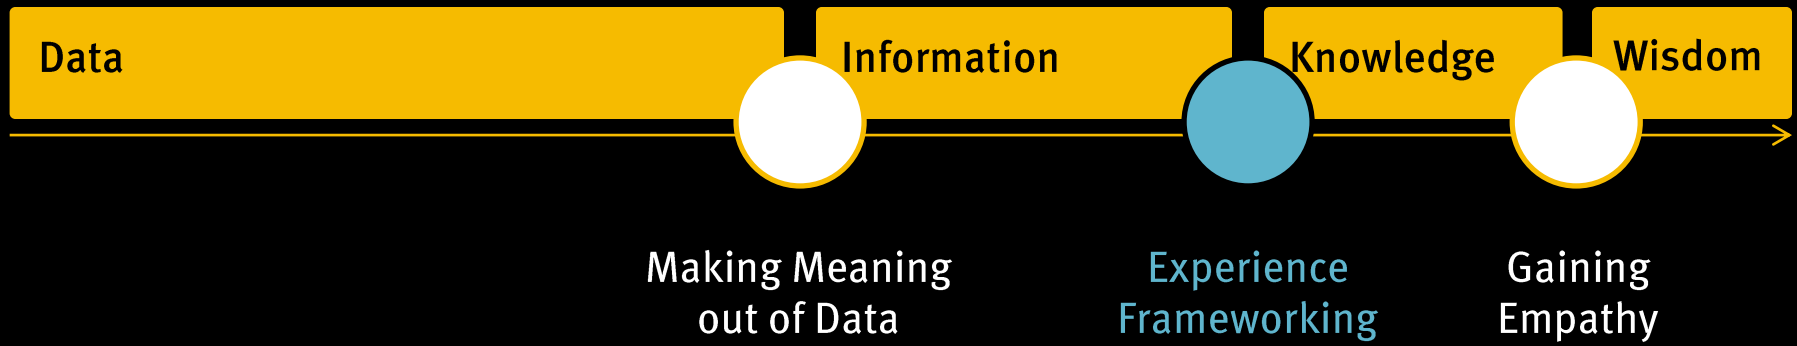 Data
Information
Knowledge
Wisdom
Making Meaning
out of Data
Experience
Frameworking
Gaining
Empathy